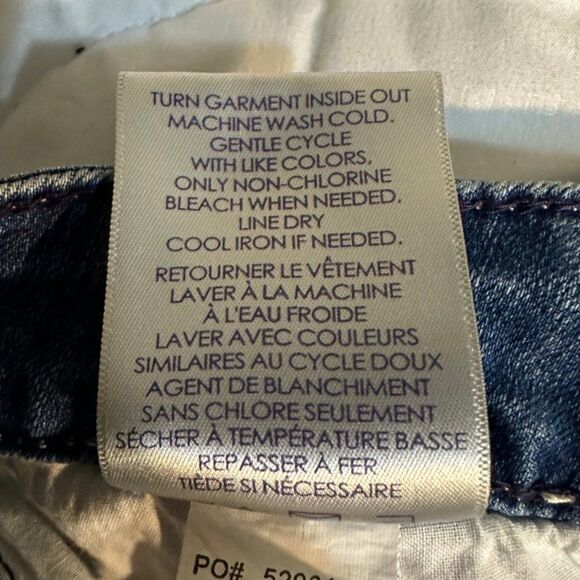 TURN GARMENT INSIDE OUT
MACHINE WASH COLD.
GENTLE CYCLE
WITH LIKE COLORS,
ONLY NON-CHLORINE
BLEACH WHEN NEEDED.
LINE DRY
COOL IRON IF NEEDED.
RETOURNER LE VÊTEMENT
LAVER À LA MACHINE
À L'EAU FROIDE
LAVER AVEC COULEURS
SIMILAIRES AU CYCLE DOUX
AGENT DE BLANCHIMENT
SANS CHLORE SEULEMENT
SÉCHER À TEMPÉRATURE BASSE
REPASSER À FER
TIÈDE SI NÉCESSAIRE
PO#